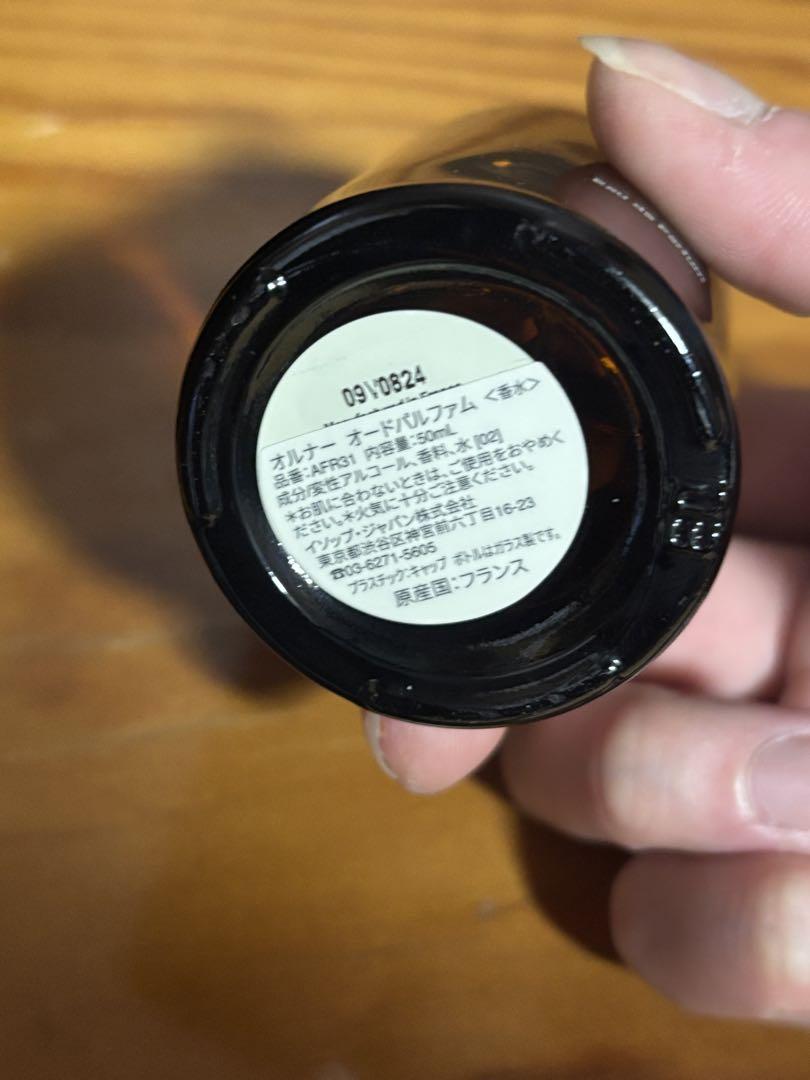 eau de parfum
09V0824
オルナー オードパルファム <香水>
品番:AFR31 内容量:50mL
成分/変性アルコール、香料、水 [02]
*お肌に合わないときは、ご使用をおやめく
ださい。*火気に十分ご注意ください。
イソップ・ジャパン株式会社
東京都渋谷区神宮前六丁目16-23
☎03-6271-5605
プラスチック:キャップ ボトルはガラス製です。
原産国:フランス